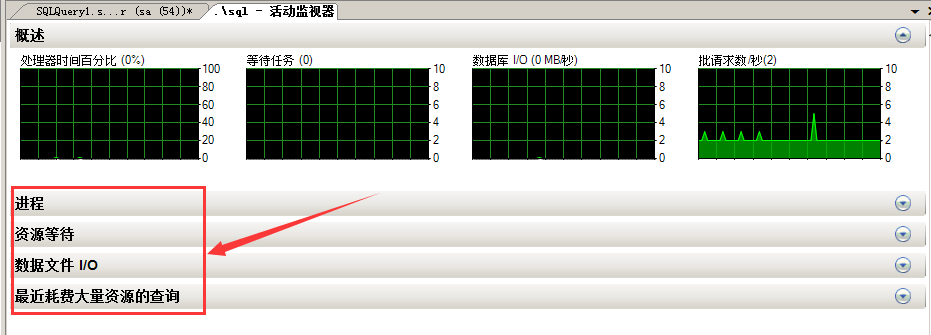 SQLQuery1.s...r (sa (54))* .\sql - 活动监视器
概述
处理器时间百分比 (0%) 等待任务 (0) 数据库 I/O (0 MB/秒) 批请求数/秒(2)
100 10 10 10
80 8 8 8
60 6 6 6
40 4 4 4
20 2 2 2
0 0 0 0
进程
资源等待
数据文件 I/O
最近耗费大量资源的查询